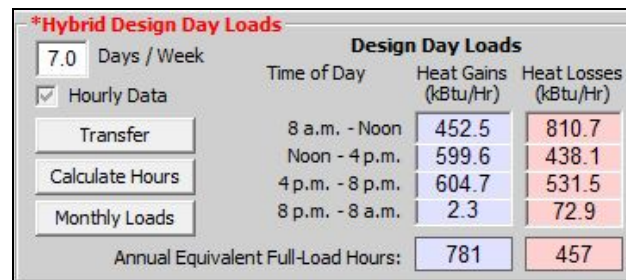 *Hybrid Design Day Loads
7.0 Days / Week
Hourly Data
Transfer
Calculate Hours
Monthly Loads
Design Day Loads
Time of Day Heat Gains Heat Losses
(kBtu/Hr) (kBtu/Hr)
8 a.m. - Noon 452.5 810.7
Noon - 4 p.m. 599.6 438.1
4 p.m. - 8 p.m. 604.7 531.5
8 p.m. - 8 a.m. 2.3 72.9
Annual Equivalent Full-Load Hours: 781 457